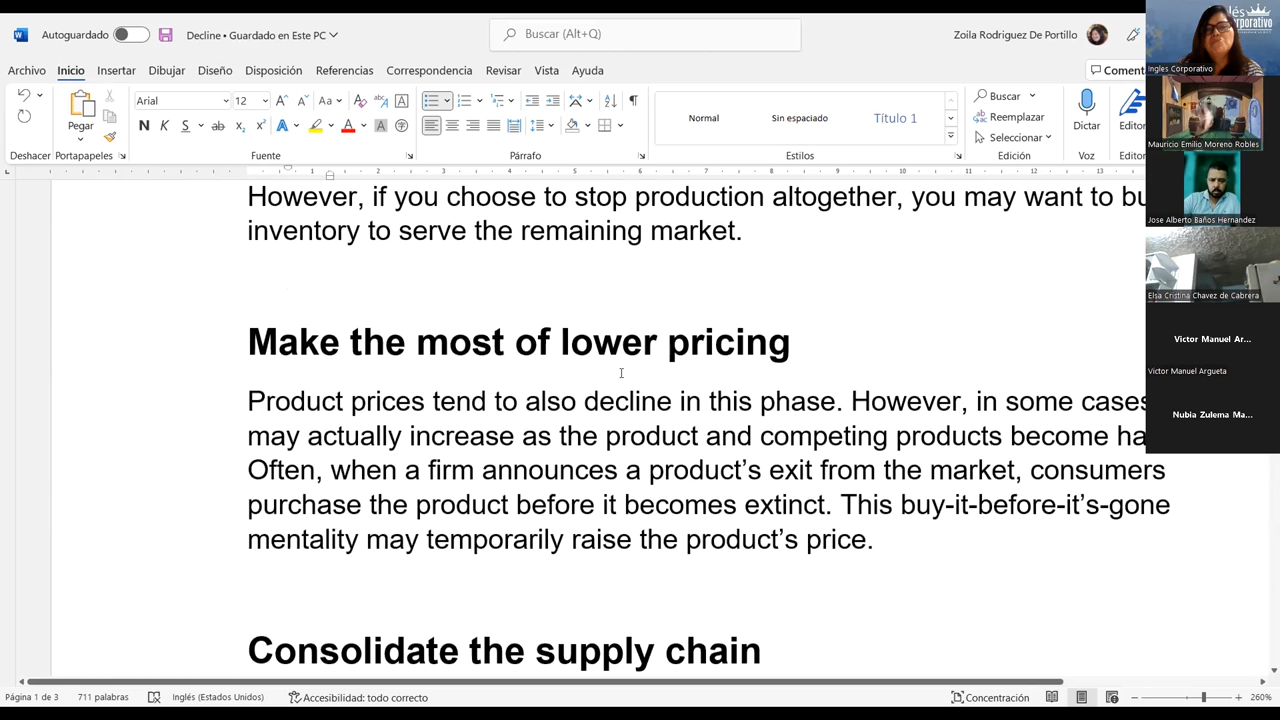 Autoguardado
Decline • Guardado en Este PC
Buscar (Alt+Q)
Zoila Rodriguez De Portillo
Archivo Inicio Insertar Dibujar Diseño Disposición Referencias Correspondencia Revisar Vista Ayuda
Pegar
Arial 12
Normal
Sin espaciado
Título 1
Buscar
Reemplazar
Seleccionar
Dictar
Deshacer Portapapeles Fuente Párrafo Estilos Edición Voz
However, if you choose to stop production altogether, you may want to
inventory to serve the remaining market.
Make the most of lower pricing
Product prices tend to also decline in this phase. However, in some cases
may actually increase as the product and competing products become
Often, when a firm announces a product's exit from the market, consumers
purchase the product before it becomes extinct. This buy-it-before-it's-gone
mentality may temporarily raise the product's price.
Consolidate the supply chain
Página 1 de 3 711 palabras Inglés (Estados Unidos) Accesibilidad: todo correcto Concentración 260%
Ingles Corporativo
Mauricio Emilio Moreno Robles
Jose Alberto Baños Hernandez
Elsa Cristina Chavez de Cabrera
Victor Manuel Ar...
Victor Manuel Argueta
Nubia Zulema Ma...